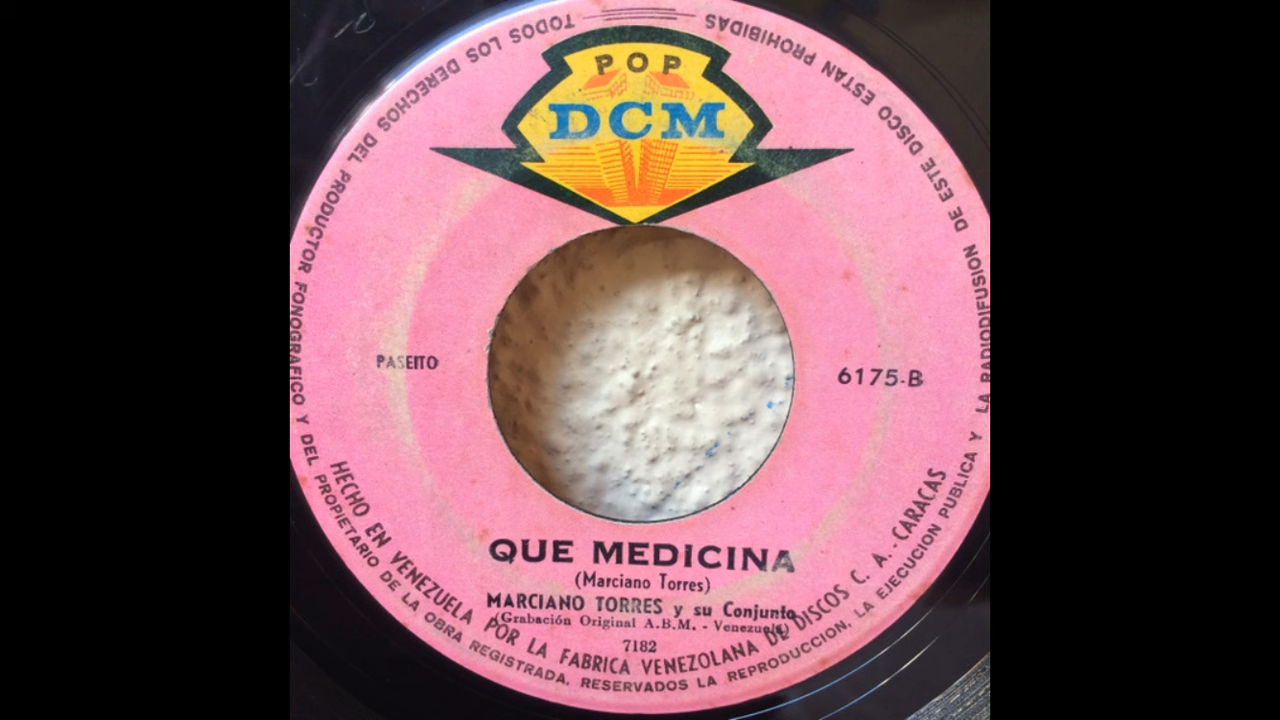 POP
DCM
PASEITO
6175-B
QUE MEDICINA
(Marciano Torres)
MARCIANO TORRES y su Conjunto
(Grabación Original A.B.M. - Venezuela)
7182
HECHO EN VENEZUELA POR LA FABRICA VENEZOLANA DE DISCOS C. A. - CARACAS
TODOS LOS DERECHOS DEL PRODUCTOR FONOGRAFICO Y DEL PROPIETARIO DE LA OBRA REGISTRADA. RESERVADOS LA REPRODUCCION, LA EJECUCION PUBLICA Y LA RADIODIFUSION DE ESTE DISCO ESTAN PROHIBIDAS